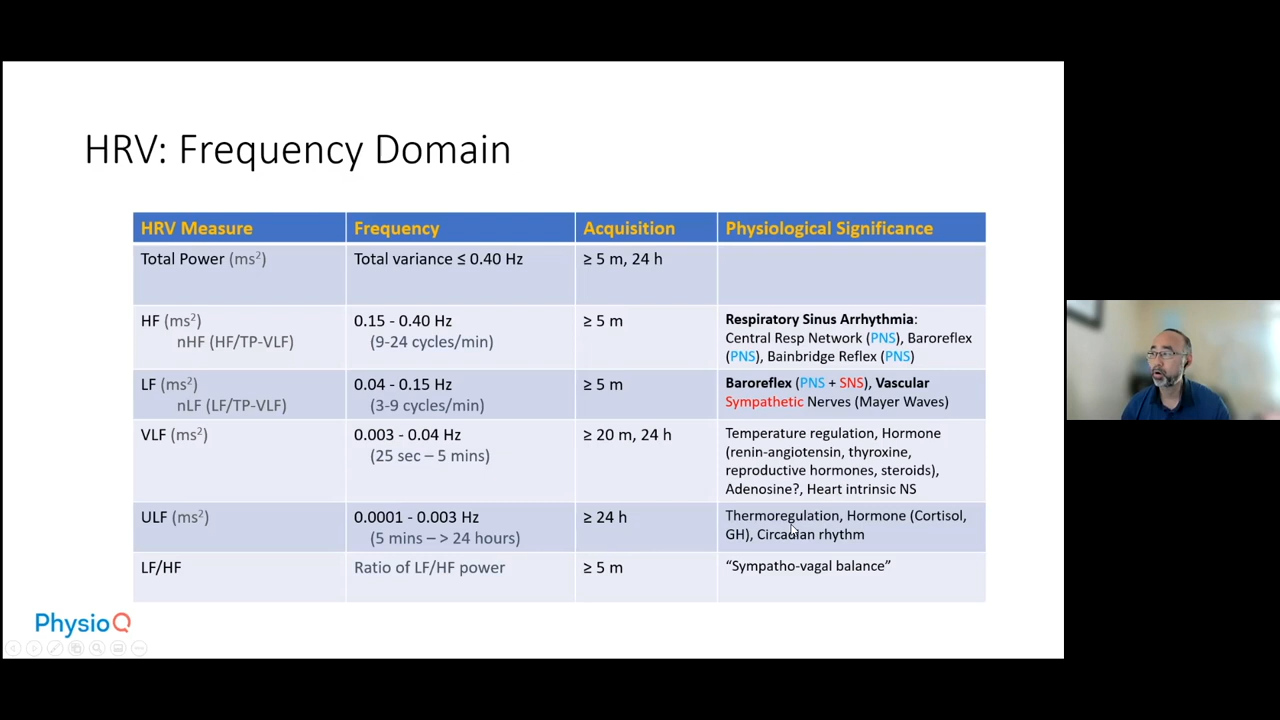 HRV: Frequency Domain
HRV Measure Frequency Acquisition Physiological Significance
Total Power (ms²) Total variance ≤ 0.40 Hz ≥ 5 m, 24 h
HF (ms²) 0.15 - 0.40 Hz ≥ 5 m Respiratory Sinus Arrhythmia:
nHF (HF/TP-VLF) (9-24 cycles/min) Central Resp Network (PNS), Baroreflex
(PNS), Bainbridge Reflex (PNS)
LF (ms²) 0.04 - 0.15 Hz ≥ 5 m Baroreflex (PNS + SNS), Vascular
nLF (LF/TP-VLF) (3-9 cycles/min) Sympathetic Nerves (Mayer Waves)
VLF (ms²) 0.003 - 0.04 Hz ≥ 20 m, 24 h Temperature regulation, Hormone
(25 sec – 5 mins) (renin-angiotensin, thyroxine,
reproductive hormones, steroids),
Adenosine?, Heart intrinsic NS
ULF (ms²) 0.0001 - 0.003 Hz ≥ 24 h Thermoregulation, Hormone (Cortisol,
(5 mins – > 24 hours) GH), Circadian rhythm
LF/HF Ratio of LF/HF power ≥ 5 m “Sympatho-vagal balance”
PhysioQ